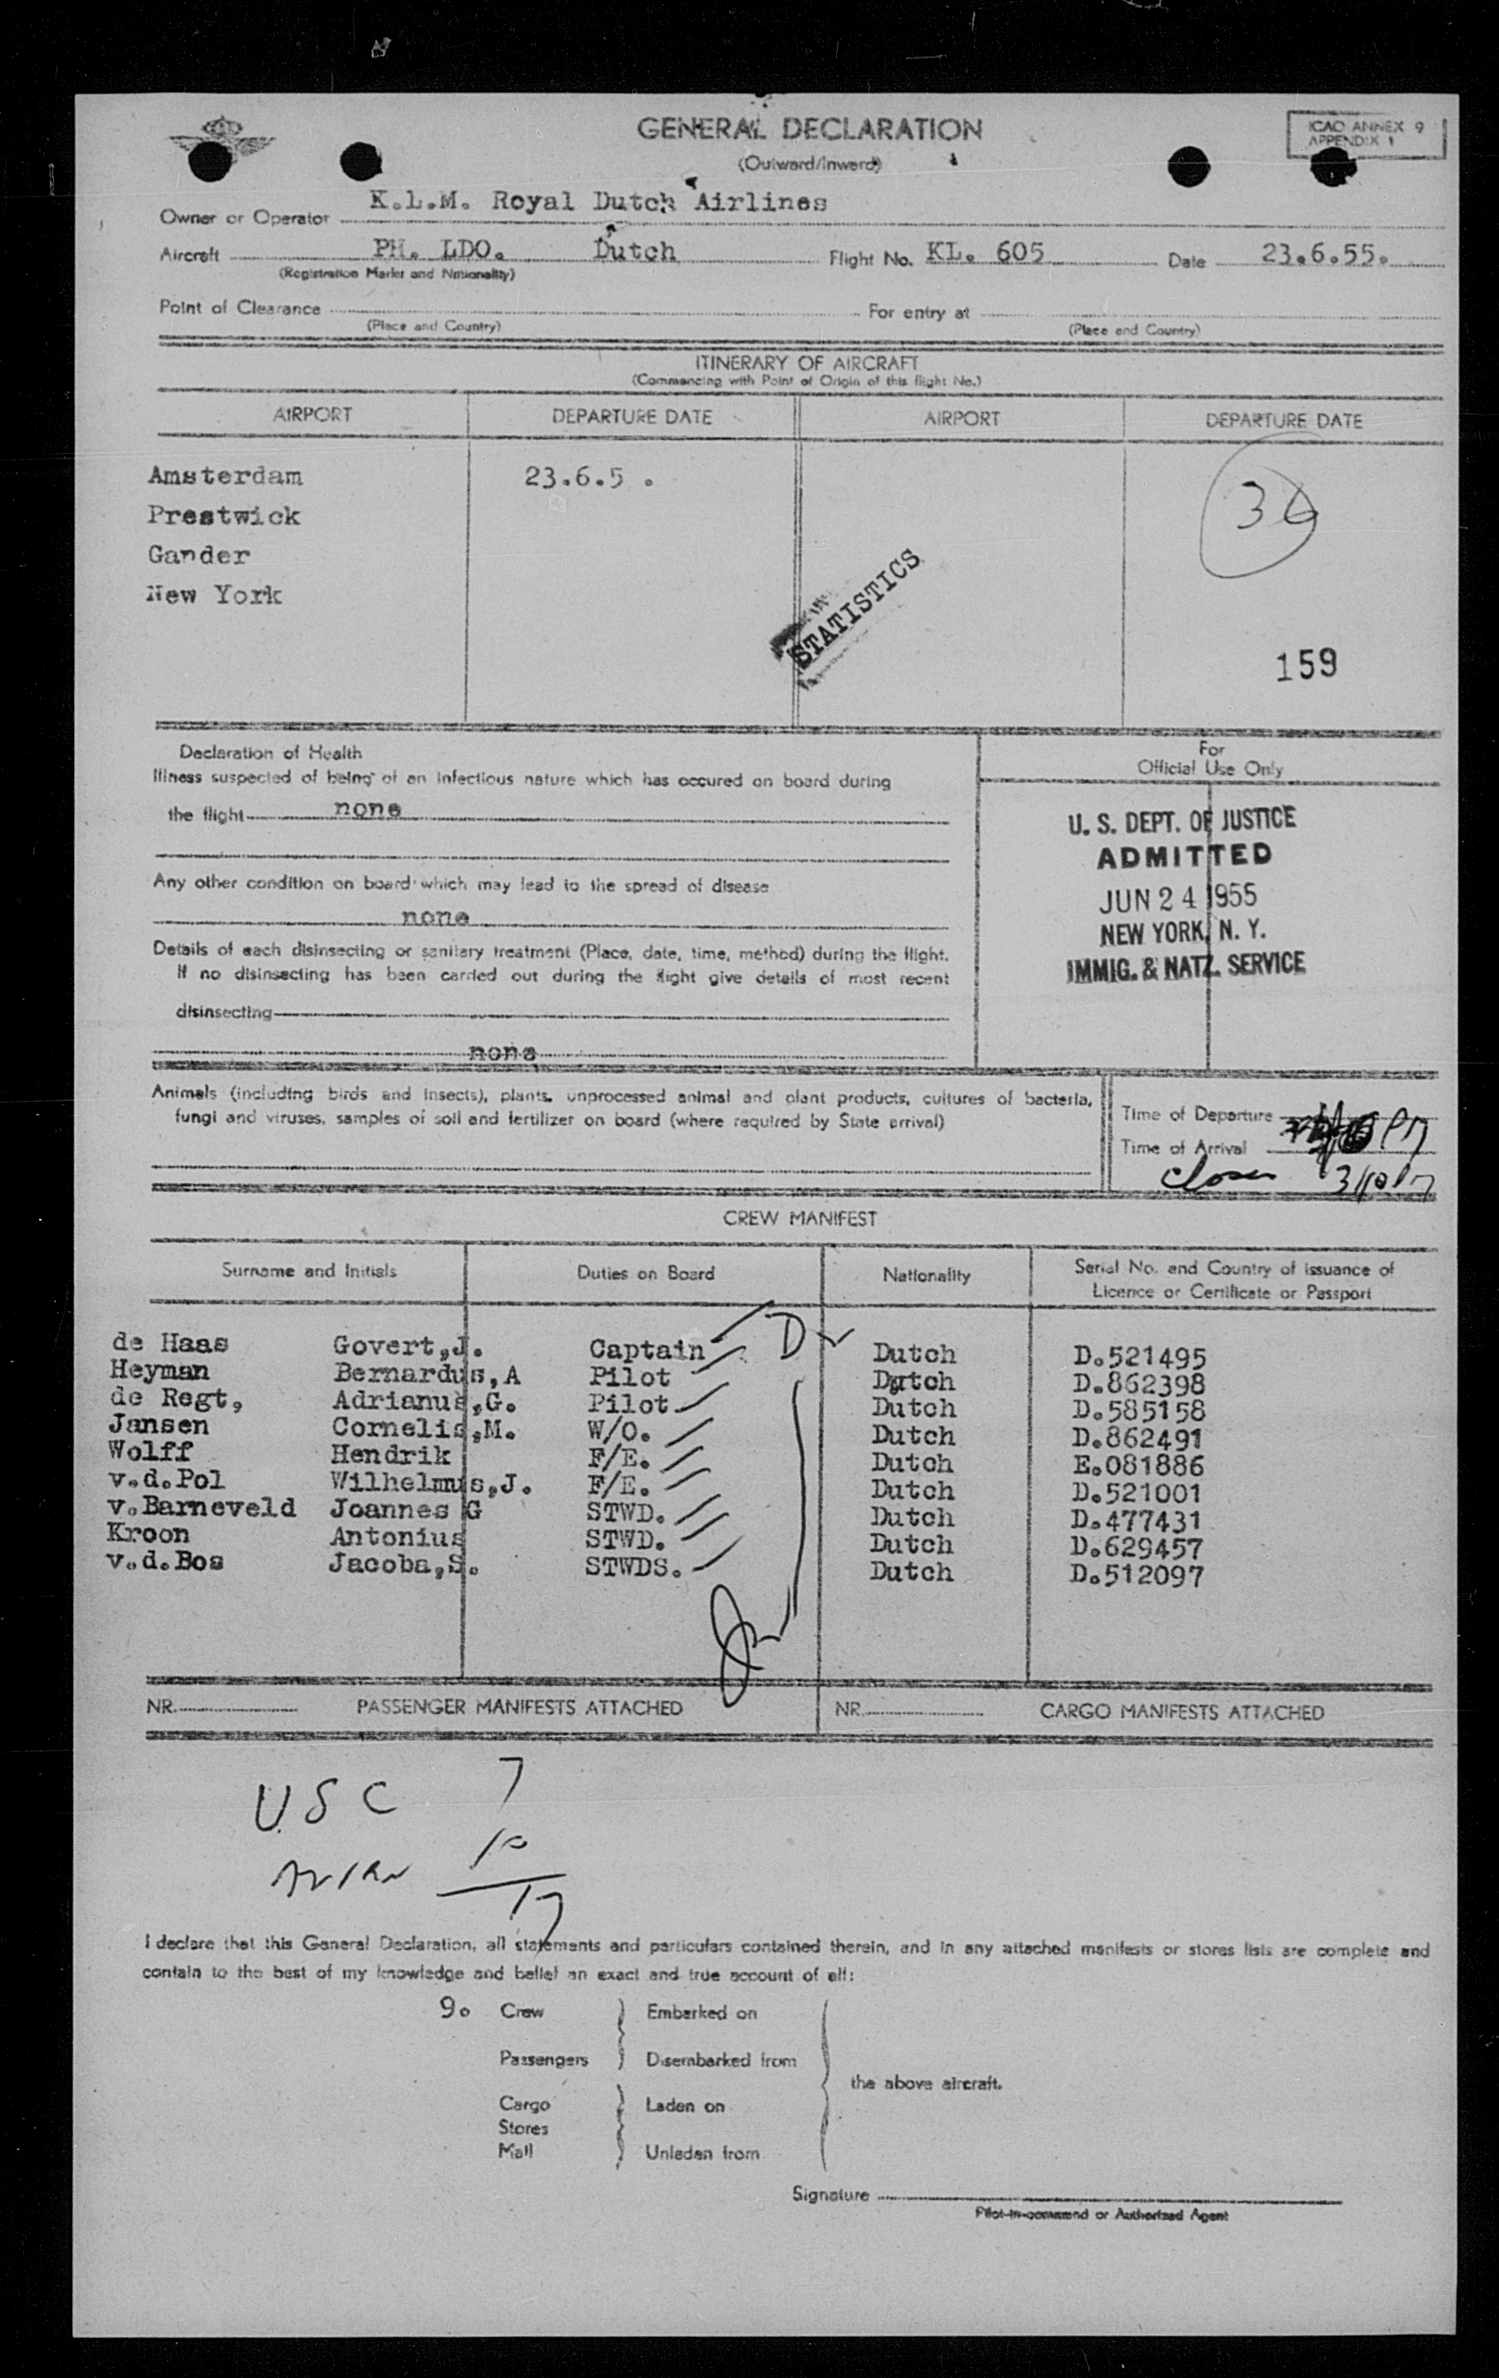 GENERAL DECLARATION
(Outward/Inward)
ICAO ANNEX 9
APPENDIX 1
Owner or Operator K.L.M. Royal Dutch Airlines
Aircraft PH. LDO. Dutch Flight No. KL. 605 Date 23.6.55.
(Registration Marks and Nationality)
Point of Clearance For entry at
(Place and Country) (Place and Country)
ITINERARY OF AIRCRAFT
(Commencing with Point of Origin of this flight No.)
AIRPORT DEPARTURE DATE AIRPORT DEPARTURE DATE
Amsterdam 23.6.5 .
36
Prestwick
Gander
New York
STATISTICS
159
Declaration of Health
Illness suspected of being of an infectious nature which has occured on board during
the flight none
Any other condition on board which may lead to the spread of disease
none
Details of each disinsecting or sanitary treatment (Place, date, time, method) during the flight.
If no disinsecting has been carried out during the flight give details of most recent
disinsecting
none
For
Official Use Only
U. S. DEPT. OF JUSTICE
ADMITTED
JUN 24 1955
NEW YORK, N. Y.
IMMIG. & NATZ. SERVICE
Animals (including birds and insects), plants, unprocessed animal and plant products, cultures of bacteria,
fungi and viruses, samples of soil and fertilizer on board (where required by State arrival)
Time of Departure
Time of Arrival PM
CREW MANIFEST
Surname and Initials Duties on Board Nationality Serial No. and Country of issuance of
Licence or Certificate or Passport
de Haas Govert,J. Captain Dutch D.521495
Heyman Bernardus,A Pilot Dutch D.862398
de Regt, Adrianus,G. Pilot Dutch D.585158
Jansen Cornelis,M. W/O. Dutch D.862491
Wolff Hendrik F/E. Dutch E.081886
v.d.Pol Wilhelmus,J. F/E. Dutch D.521001
v.Barneveld Joannes G STWD. Dutch D.477431
Kroon Antonius STWD. Dutch D.629457
v.d.Bos Jacoba,S. STWDS. Dutch D.512097
NR. PASSENGER MANIFESTS ATTACHED NR. CARGO MANIFESTS ATTACHED
U.S C 7
10
17
I declare that this General Declaration, all statements and particulars contained therein, and in any attached manifests or stores lists are complete and
contain to the best of my knowledge and belief an exact and true account of all:
9. Crew Embarked on
Passengers Disembarked from
the above aircraft.
Cargo Laden on
Stores
Mail Unladen from
Signature
Pilot-in-command or Authorized Agent